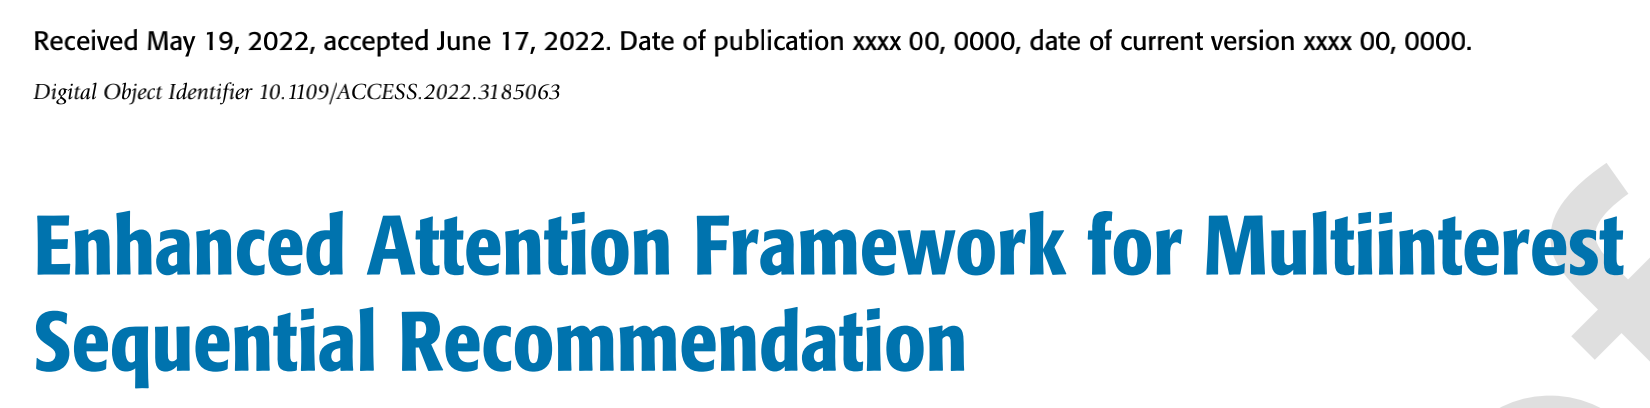 Received May 19, 2022, accepted June 17, 2022. Date of publication xxxx 00, 0000, date of current version xxxx 00, 0000.
Digital Object Identifier 10.1109/ACCESS.2022.3185063
Enhanced Attention Framework for Multiinterest
Sequential Recommendation